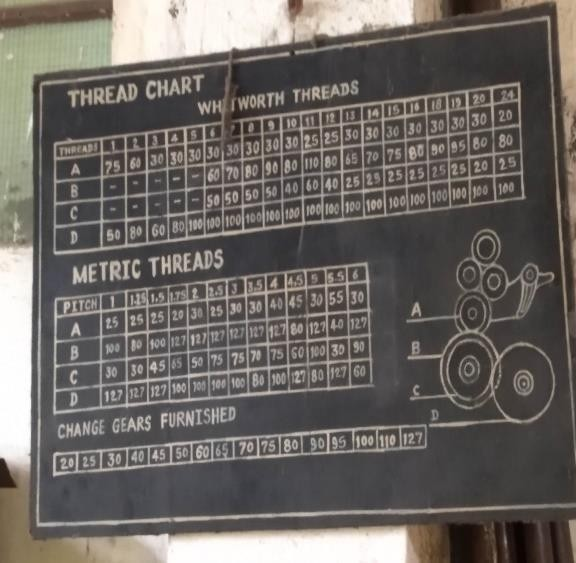 THREAD CHART
WHITWORTH THREADS
THREADS 1 2 3 4 5 6 8 9 10 11 12 13 14 15 16 18 19 20 24
A 75 60 30 30 30 30 30 30 30 30 25 25 30 30 30 30 30 30 30 20
B - - - - - 60 70 80 90 80 110 80 65 70 75 80 90 95 80 80
C - - - - - 50 50 50 50 40 60 40 25 25 25 25 25 25 20 25
D 50 80 60 80 100 100 100 100 100 100 100 100 100 100 100 100 100 100 100 100
METRIC THREADS
PITCH 1 1.25 1.5 1.75 2 2.5 3 3.5 4 4.5 5 5.5 6
A 25 25 25 20 30 25 30 30 40 45 30 55 30
B 100 80 100 127 127 127 127 127 127 60 127 40 127
C 30 30 45 65 50 75 75 70 75 60 100 30 90
D 127 127 127 100 100 100 100 80 100 127 80 127 60
A
B
C
D
CHANGE GEARS FURNISHED
20 25 30 40 45 50 60 65 70 75 80 90 95 100 110 127